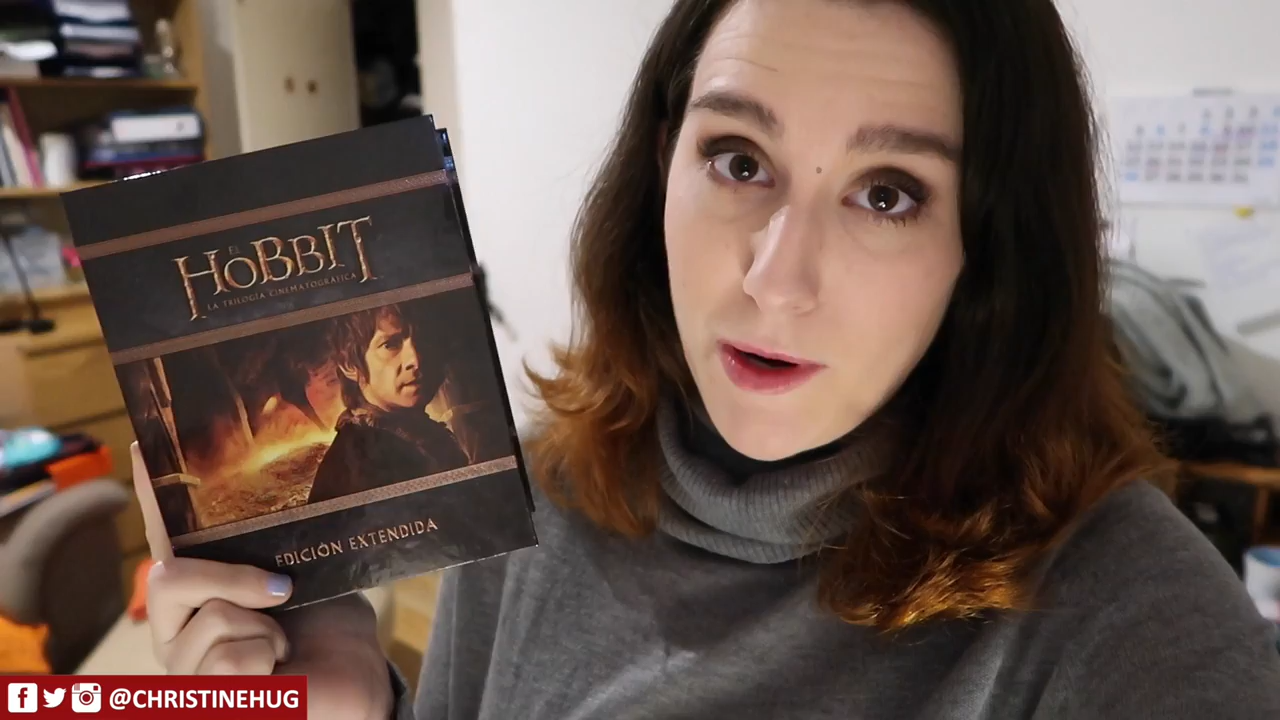 EL
HOBBIT
LA TRILOGÍA CINEMATOGRÁFICA
EDICIÓN EXTENDIDA
@CHRISTINEHUG